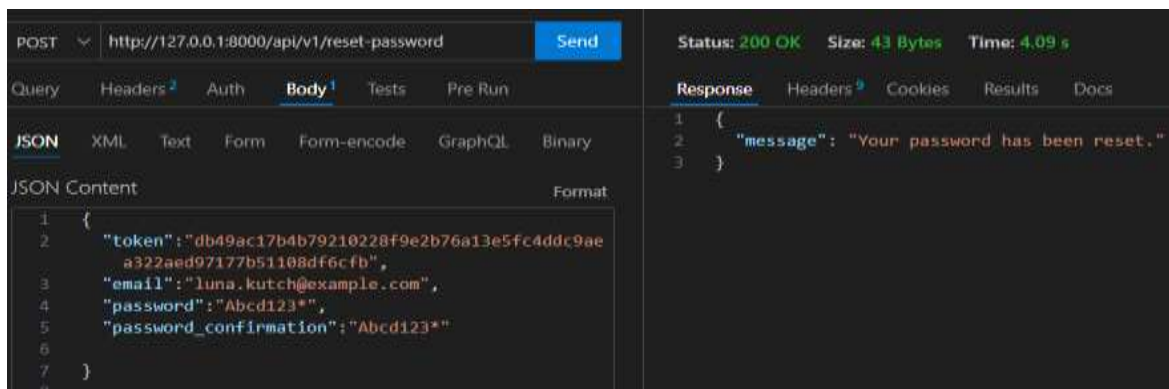 POST http://127.0.0.1:8000/api/v1/reset-password Send
Query Headers 2 Auth Body 1 Tests Pre Run
JSON XML Text Form Form-encode GraphQL Binary
JSON Content Format
1 {
2 "token":"db49ac17b4b79210228f9e2b76a13e5fc4ddc9ae
a322aed97177b51108df6cfb",
3 "email":"luna.kutch@example.com",
4 "password":"Abcd123*",
5 "password_confirmation":"Abcd123*"
6
7 }
Status: 200 OK Size: 43 Bytes Time: 4.09 s
Response Headers 9 Cookies Results Docs
1 {
2 "message": "Your password has been reset."
3 }